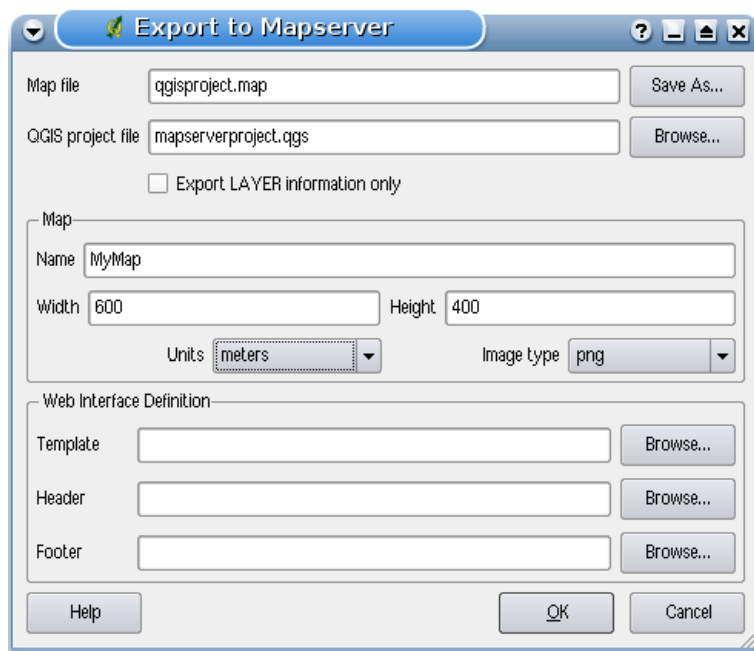 Export to Mapserver
?
Map file qgisproject.map Save As...
QGIS project file mapserverproject.qgs Browse...
Export LAYER information only
Map
Name MyMap
Width 600 Height 400
Units meters Image type png
Web Interface Definition
Template Browse...
Header Browse...
Footer Browse...
Help OK Cancel